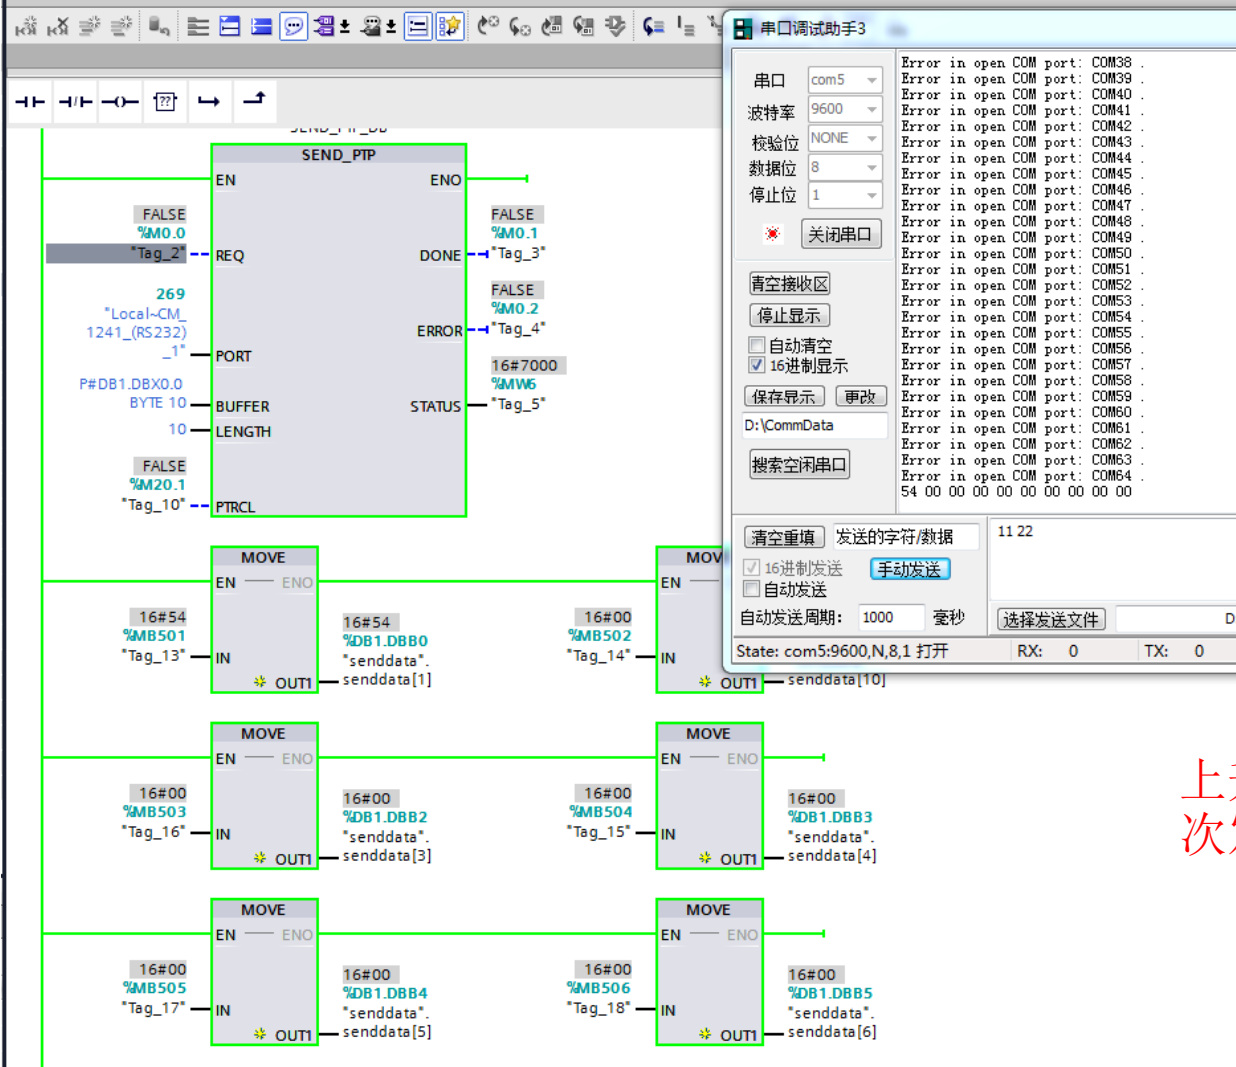 串口调试助手3
串口
com5
波特率
9600
校验位
NONE
数据位
8
停止位
1
关闭串口
清空接收区
停止显示
自动清空
16进制显示
保存显示
更改
D:\CommData
搜索空闲串口
Error in open COM port: COM38 .
Error in open COM port: COM39 .
Error in open COM port: COM40 .
Error in open COM port: COM41 .
Error in open COM port: COM42 .
Error in open COM port: COM43 .
Error in open COM port: COM44 .
Error in open COM port: COM45 .
Error in open COM port: COM46 .
Error in open COM port: COM47 .
Error in open COM port: COM48 .
Error in open COM port: COM49 .
Error in open COM port: COM50 .
Error in open COM port: COM51 .
Error in open COM port: COM52 .
Error in open COM port: COM53 .
Error in open COM port: COM54 .
Error in open COM port: COM55 .
Error in open COM port: COM56 .
Error in open COM port: COM57 .
Error in open COM port: COM58 .
Error in open COM port: COM59 .
Error in open COM port: COM60 .
Error in open COM port: COM61 .
Error in open COM port: COM62 .
Error in open COM port: COM63 .
Error in open COM port: COM64 .
54 00 00 00 00 00 00 00 00 00
清空重填
发送的字符/数据
11 22
16进制发送
手动发送
自动发送
自动发送周期:
1000
毫秒
选择发送文件
D
State: com5:9600,N,8,1 打开
RX: 0
TX: 0
??
SEND_PTP_DB
SEND_PTP
EN
ENO
FALSE
%M0.0
"Tag_2"
REQ
FALSE
%M0.1
DONE
"Tag_3"
269
"Local~CM_
1241_(RS232)
_1"
PORT
FALSE
%M0.2
ERROR
"Tag_4"
16#7000
%MW6
P#DB1.DBX0.0
BYTE 10
BUFFER
STATUS
"Tag_5"
10
LENGTH
FALSE
%M20.1
"Tag_10"
PTRCL
MOVE
EN
ENO
16#54
%MB501
"Tag_13"
IN
OUT1
16#54
%DB1.DBB0
"senddata".
senddata[1]
MOV
EN
16#00
%MB502
"Tag_14"
IN
OUT1
senddata[10]
MOVE
EN
ENO
16#00
%MB503
"Tag_16"
IN
OUT1
16#00
%DB1.DBB2
"senddata".
senddata[3]
MOVE
EN
ENO
16#00
%MB504
"Tag_15"
IN
OUT1
16#00
%DB1.DBB3
"senddata".
senddata[4]
上
次
MOVE
EN
ENO
16#00
%MB505
"Tag_17"
IN
OUT1
16#00
%DB1.DBB4
"senddata".
senddata[5]
MOVE
EN
ENO
16#00
%MB506
"Tag_18"
IN
OUT1
16#00
%DB1.DBB5
"senddata".
senddata[6]